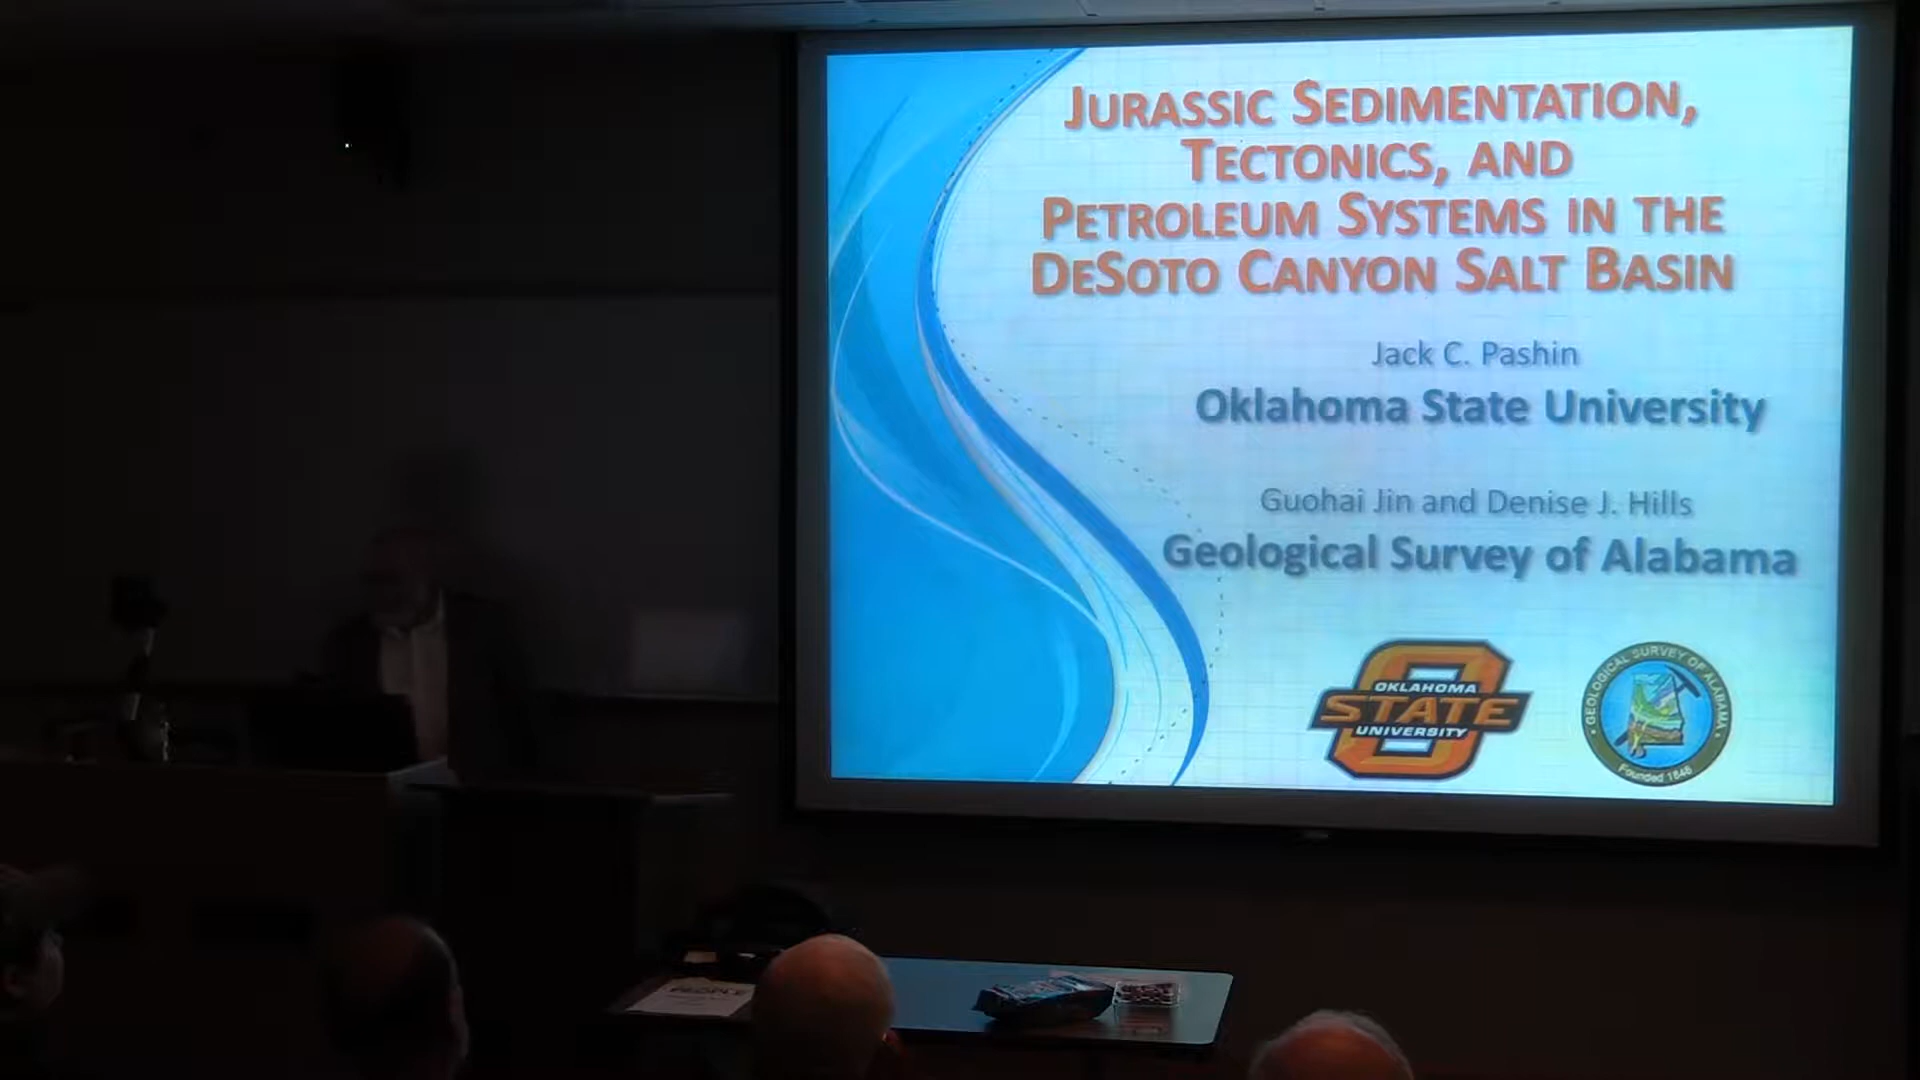 JURASSIC SEDIMENTATION,
TECTONICS, AND
PETROLEUM SYSTEMS IN THE
DESOTO CANYON SALT BASIN
Jack C. Pashin
Oklahoma State University
Guohai Jin and Denise J. Hills
Geological Survey of Alabama
OKLAHOMA
STATE
UNIVERSITY
GEOLOGICAL SURVEY OF ALABAMA
Founded 1848
PEOPLE